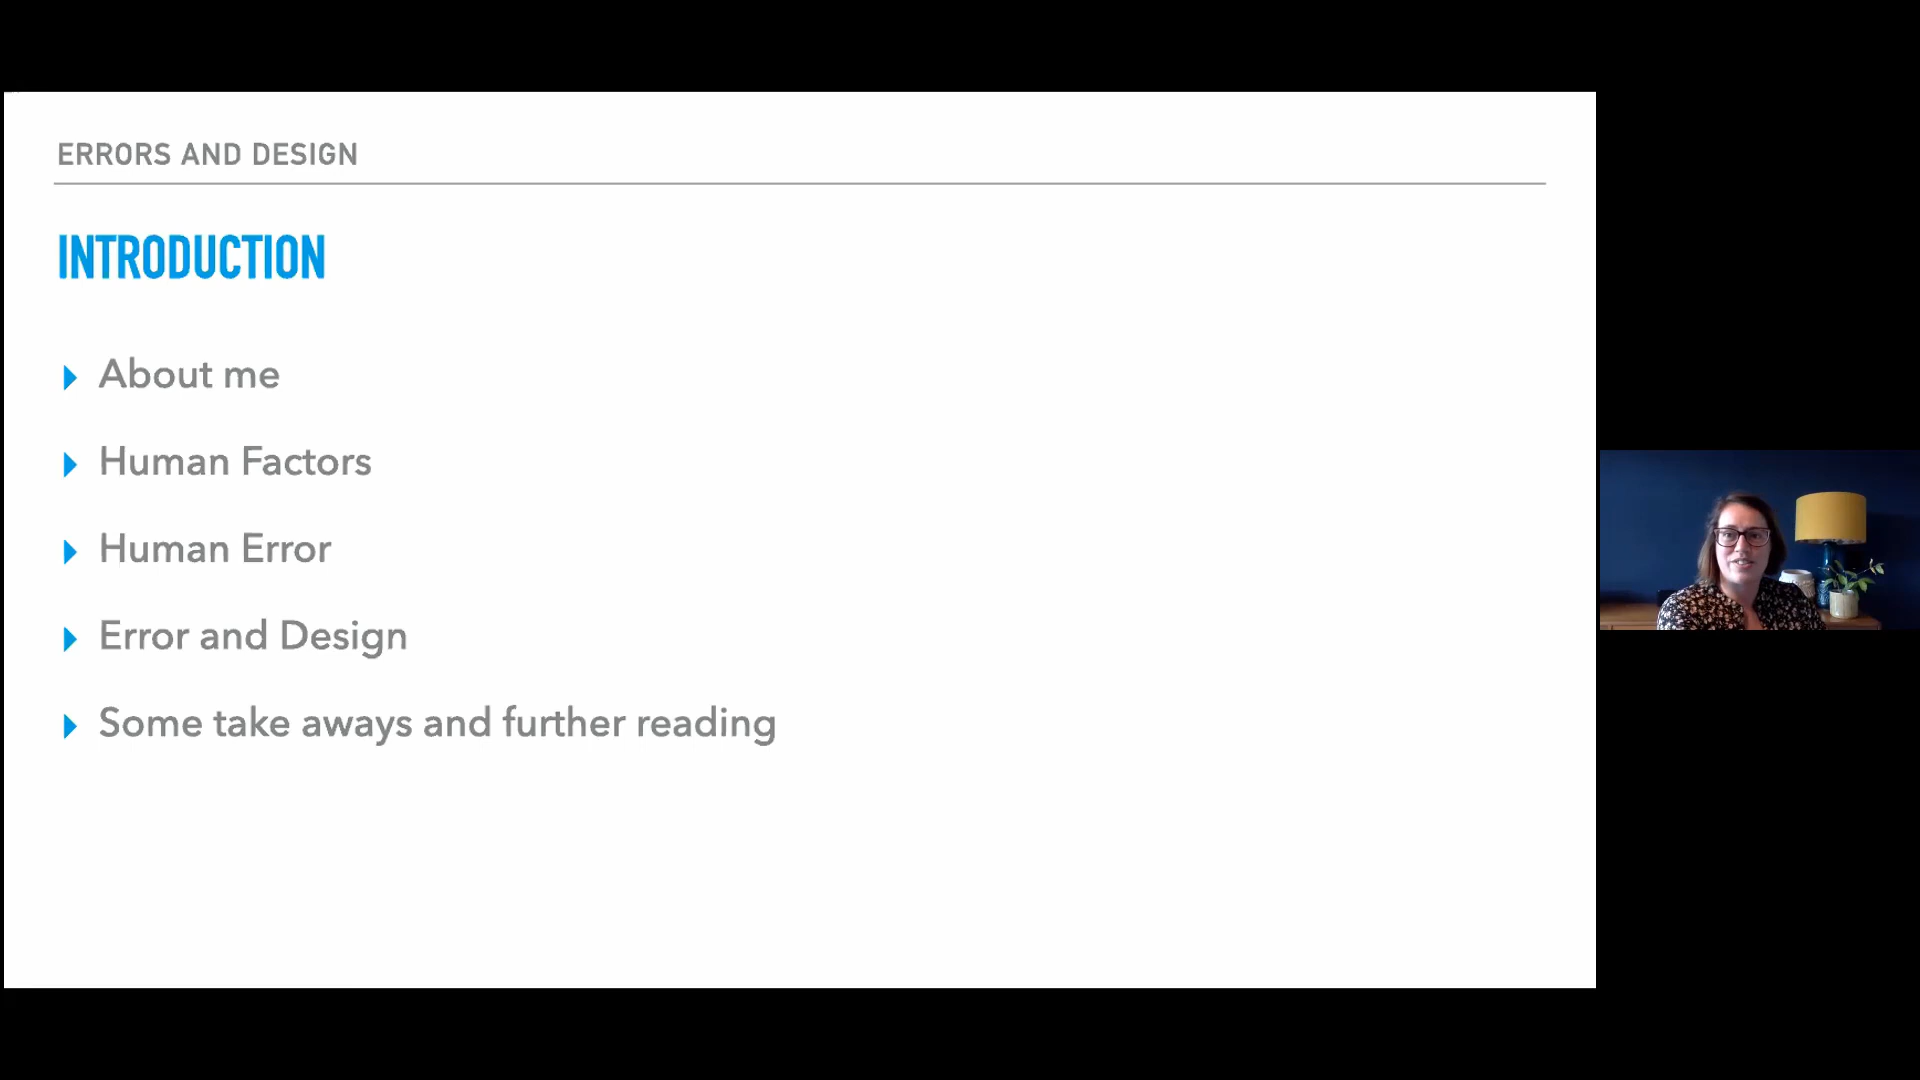 ERRORS AND DESIGN
INTRODUCTION
About me
Human Factors
Human Error
Error and Design
Some take aways and further reading